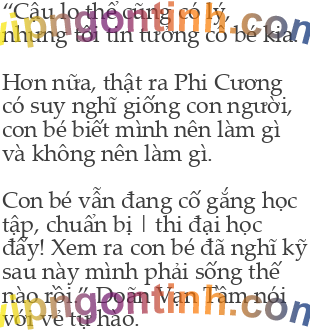 “Cậu lo thế cũng có lý,
nhưng tôi tin tưởng cô bé kia.
Hơn nữa, thật ra Phi Cương
có suy nghĩ giống con người,
con bé biết mình nên làm gì
và không nên làm gì.
Con bé vẫn đang cố gắng học
tập, chuẩn bị | thi đại học
đấy! Xem ra con bé đã nghĩ kỹ
sau này mình phải sống thế
nào rồi.” Doãn Vạn Tầm nói
với vẻ tự hào.